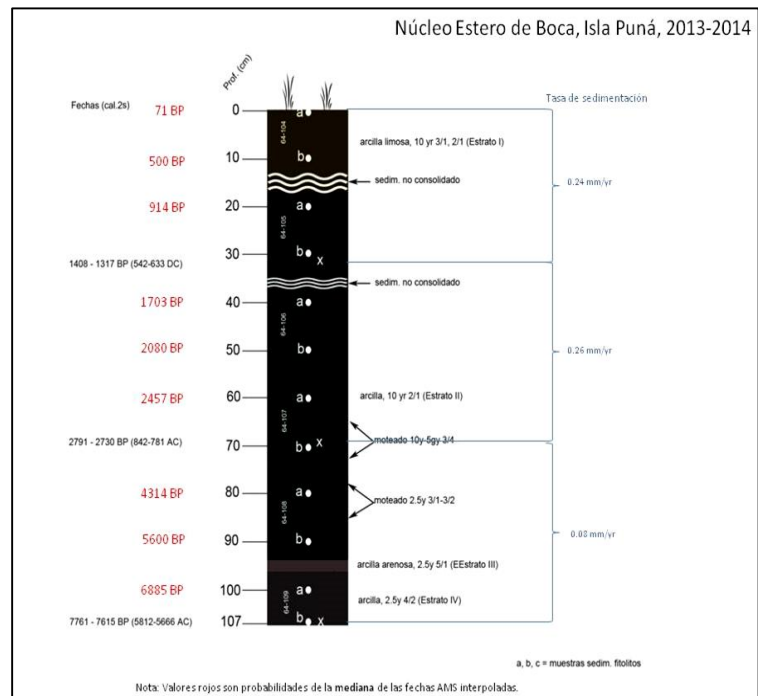 Núcleo Estero de Boca, Isla Puná, 2013-2014
Prof. (cm)
Fechas (cal.2s)
Tasa de sedimentación
71 BP
0
a
64-104
arcilla limosa, 10 yr 3/1, 2/1 (Estrato I)
500 BP
10
b
sedim. no consolidado
0.24 mm/yr
914 BP
20
a
64-105
30
b
x
1408 - 1317 BP (542-633 DC)
sedim. no consolidado
1703 BP
40
a
64-106
2080 BP
50
b
0.26 mm/yr
2457 BP
60
a
arcilla, 10 yr 2/1 (Estrato II)
64-107
2791 - 2730 BP (842-781 AC)
70
b
x
moteado 10y-5gy 3/4
4314 BP
80
a
moteado 2.5y 3/1-3/2
64-108
5600 BP
90
b
0.08 mm/yr
arcilla arenosa, 2.5y 5/1 (EEstrato III)
6885 BP
100
a
arcilla, 2.5y 4/2 (Estrato IV)
64-109
7761 - 7615 BP (5812-5666 AC)
107
b
x
a, b, c = muestras sedim. fitolitos
Nota: Valores rojos son probabilidades de la mediana de las fechas AMS interpoladas.